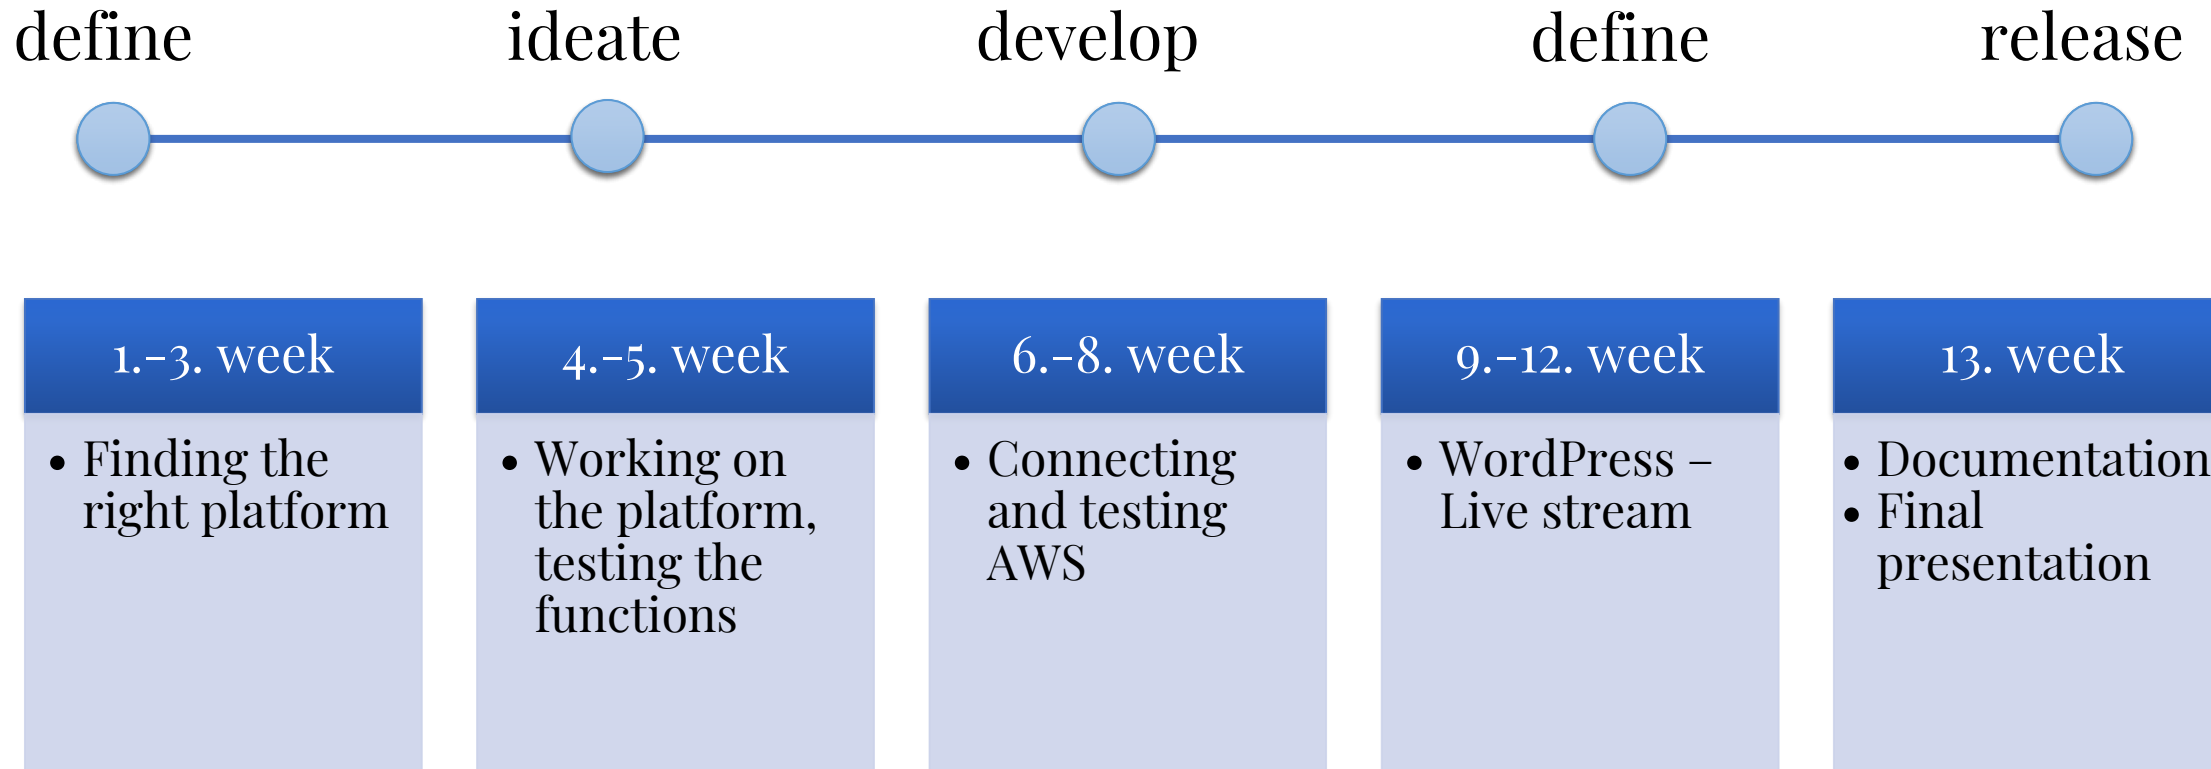 define
ideate
develop
define
release
1.-3. week
• Finding the
right platform
4.-5. week
• Working on
the platform,
testing the
functions
6.-8. week
• Connecting
and testing
AWS
9.-12. week
• WordPress –
Live stream
13. week
• Documentation
• Final
presentation